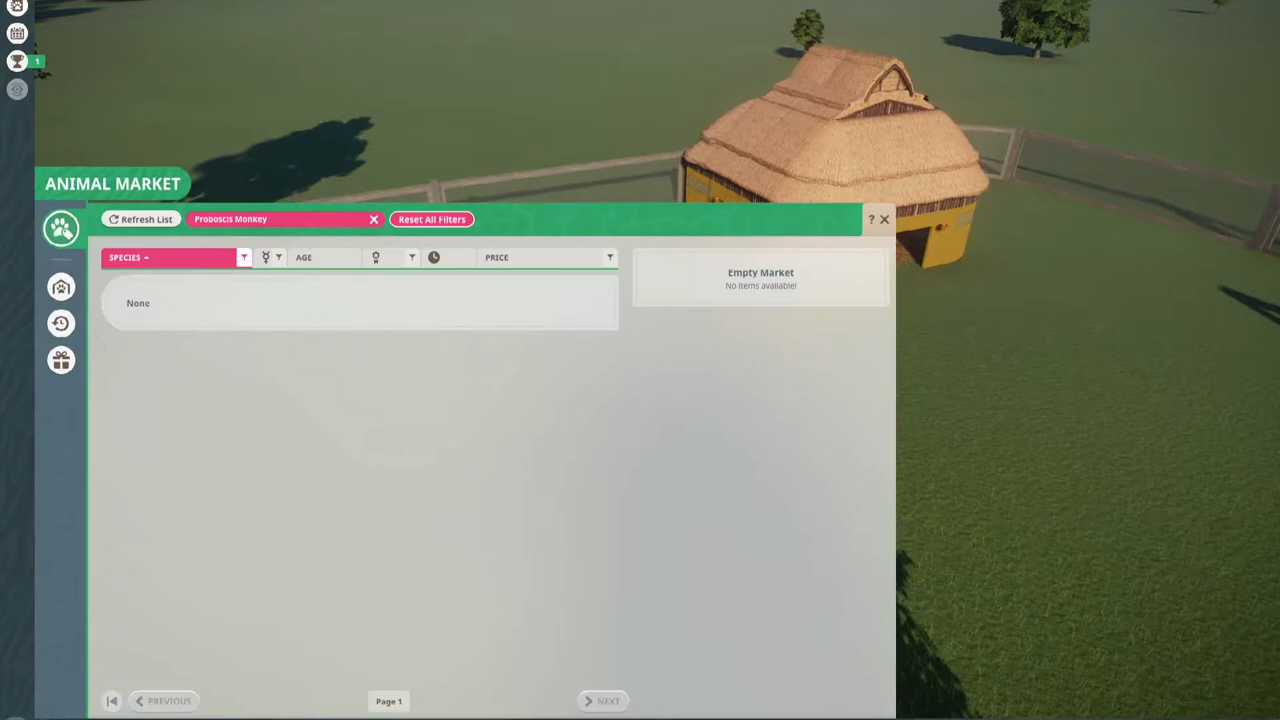 1
ANIMAL MARKET
Refresh List
Proboscis Monkey
Reset All Filters
?
SPECIES
AGE
PRICE
None
Empty Market
No items available!
PREVIOUS
Page 1
NEXT